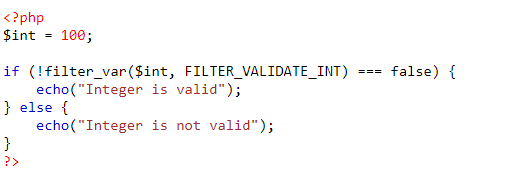 <?php
$int = 100;

if (!filter_var($int, FILTER_VALIDATE_INT) === false) {
    echo("Integer is valid");
} else {
    echo("Integer is not valid");
}
?>